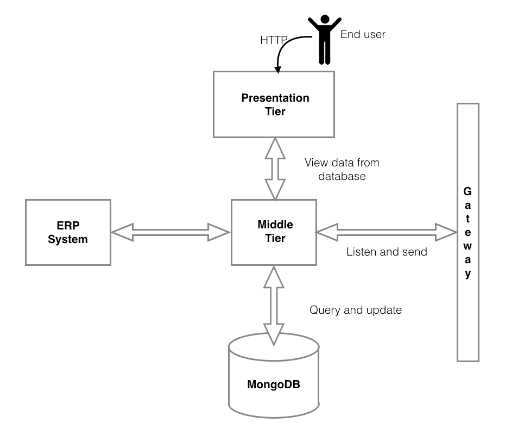 HTTP
End user
Presentation
Tier
View data from
database
Gateway
ERP
System
Middle
Tier
Listen and send
Query and update
MongoDB